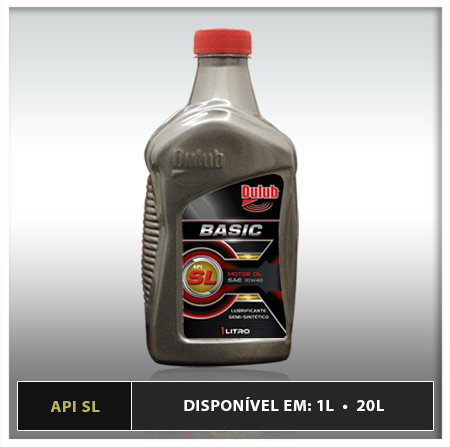 Dulub
Dulub
BASIC
API
SL
MOTOR OIL
SAE 10W40
LUBRIFICANTE
SEMI-SINTÉTICO
1 LITRO
API SL
DISPONÍVEL EM: 1L • 20L